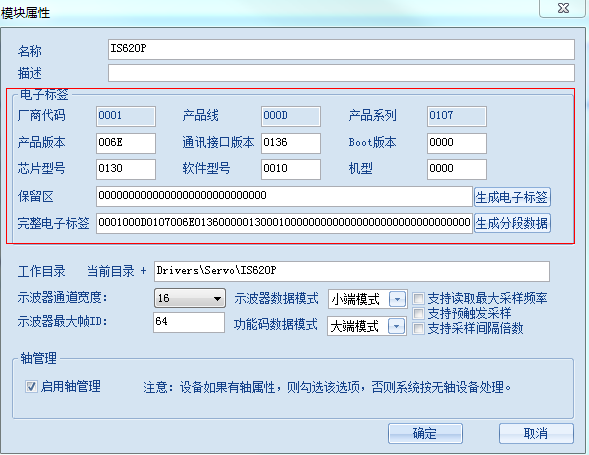 模块属性
名称 IS620P
描述
电子标签
厂商代码 0001 产品线 000D 产品系列 0107
产品版本 006E 通讯接口版本 0136 Boot版本 0000
芯片型号 0130 软件型号 0010 机型 0000
保留区 0000000000000000000000000000 生成电子标签
完整电子标签 生成分段数据
工作目录 当前目录 + Drivers\Servo\IS620P
示波器通道宽度： 16 示波器数据模式 小端模式 支持读取最大采样频率
支持预触发采样
示波器最大帧ID： 64 功能码数据模式 大端模式 支持采样间隔倍数
轴管理
启用轴管理 注意：设备如果有轴属性，则勾选该选项，否则系统按无轴设备处理。
确定 取消